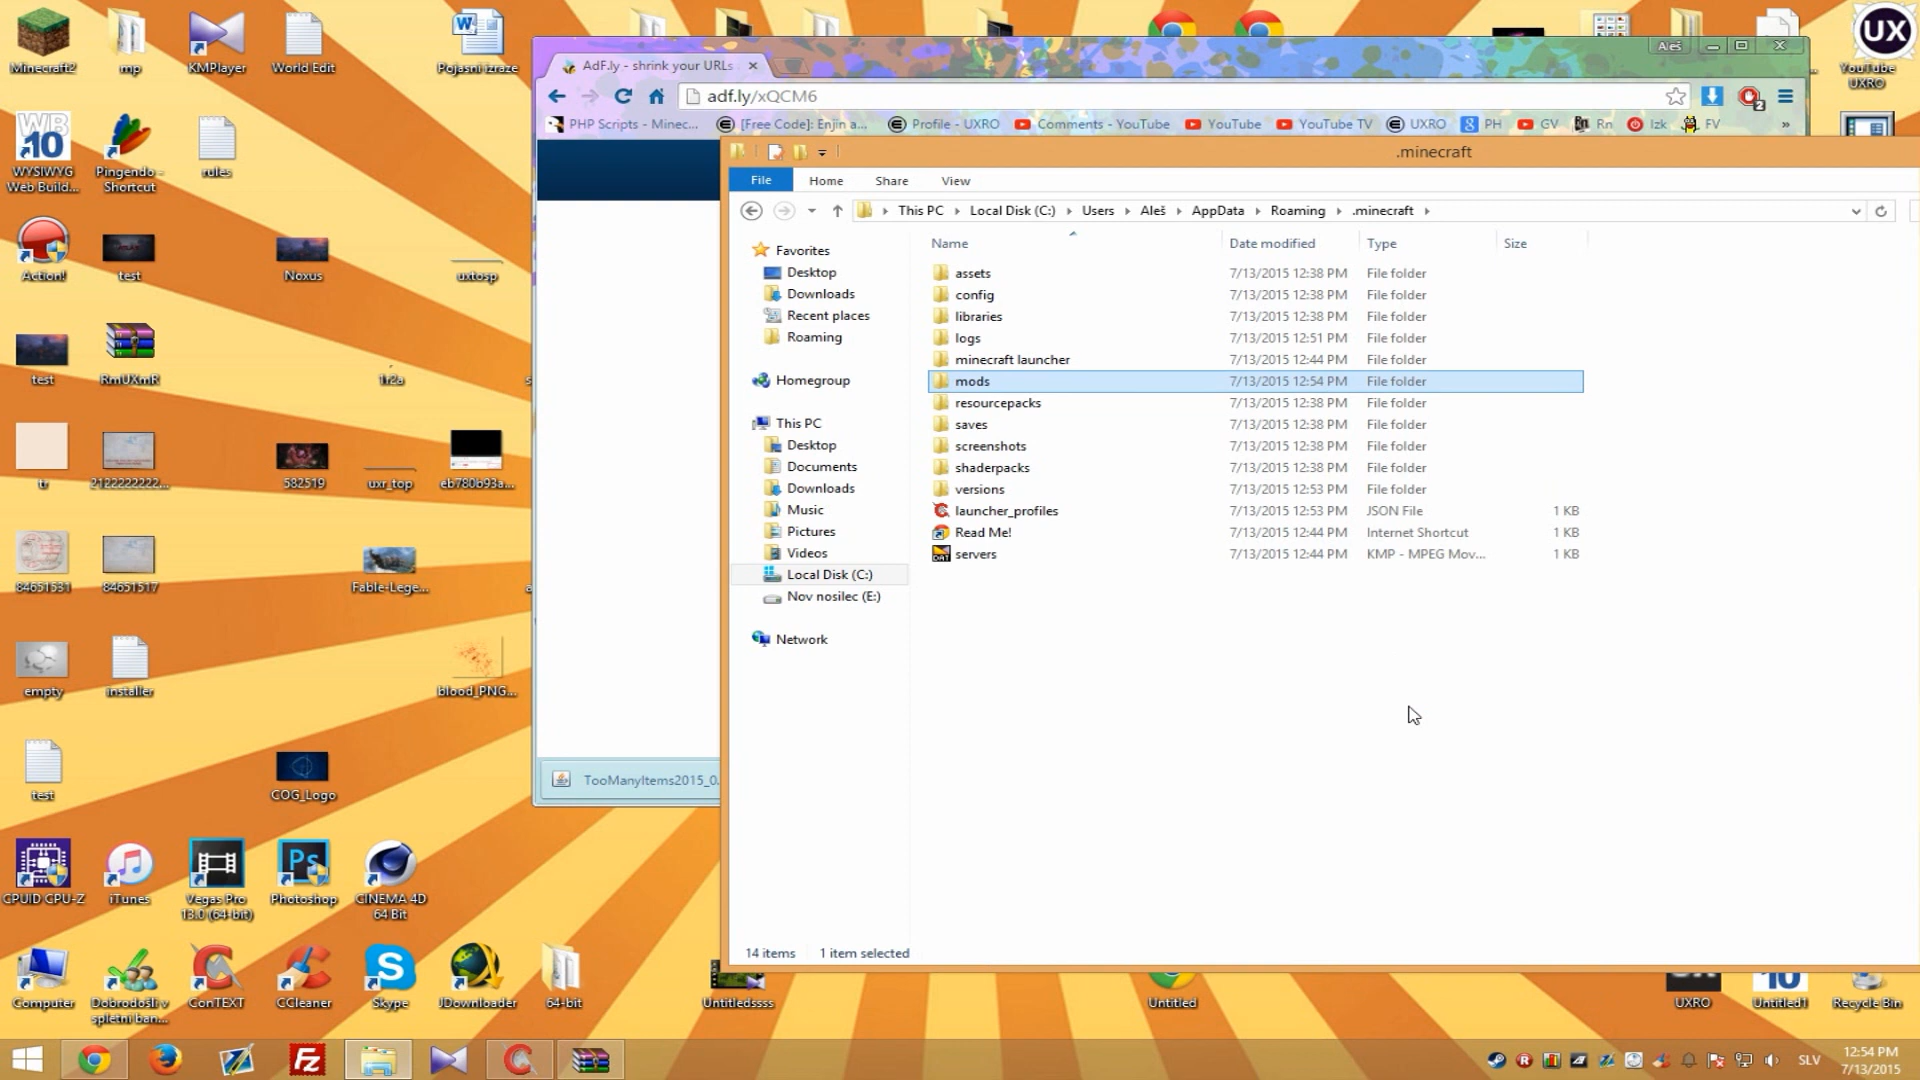 Minecraft2
mp
KMPlayer
World Edit
Pojasni izraze
UX
YouTube UXRO
AdF.ly - shrink your URLs
Aleš
adf.ly/xQCM6
2
PHP Scripts - Minec...
[Free Code]: Enjin a...
Profile - UXRO
Comments - YouTube
YouTube
YouTube TV
UXRO
PH
GV
Rn
Izk
FV
»
.minecraft
File
Home
Share
View
This PC
Local Disk (C:)
Users
Aleš
AppData
Roaming
.minecraft
WB 10
WYSIWYG Web Build...
Pingendo - Shortcut
rules
Action!
test
Noxus
uxtosp
test
RmUXmR
tr
2122222222...
582519
uxr_top
eb780b93a...
84651531
84651517
Fable-Lege...
empty
installer
blood_PNG...
test
COG_Logo
CPUID CPU-Z
iTunes
Vegas Pro 13.0 (64-bit)
Ps
Photoshop
CINEMA 4D 64 Bit
Computer
Dobrodošli v spletni ban...
ConTEXT
CCleaner
Skype
JDownloader
64-bit
Untitledssss
Untitled
UXRO
10
Untitled1
Recycle Bin
Favorites
Desktop
Downloads
Recent places
Roaming
Homegroup
This PC
Desktop
Documents
Downloads
Music
Pictures
Videos
Local Disk (C:)
Nov nosilec (E:)
Network
Name Date modified Type Size
assets 7/13/2015 12:38 PM File folder
config 7/13/2015 12:38 PM File folder
libraries 7/13/2015 12:38 PM File folder
logs 7/13/2015 12:51 PM File folder
minecraft launcher 7/13/2015 12:44 PM File folder
mods 7/13/2015 12:54 PM File folder
resourcepacks 7/13/2015 12:38 PM File folder
saves 7/13/2015 12:38 PM File folder
screenshots 7/13/2015 12:38 PM File folder
shaderpacks 7/13/2015 12:38 PM File folder
versions 7/13/2015 12:53 PM File folder
launcher_profiles 7/13/2015 12:53 PM JSON File 1 KB
Read Me! 7/13/2015 12:44 PM Internet Shortcut 1 KB
servers 7/13/2015 12:44 PM KMP - MPEG Mov... 1 KB
TooManyItems2015_0.
14 items
1 item selected
Fz
SLV
12:54 PM
7/13/2015